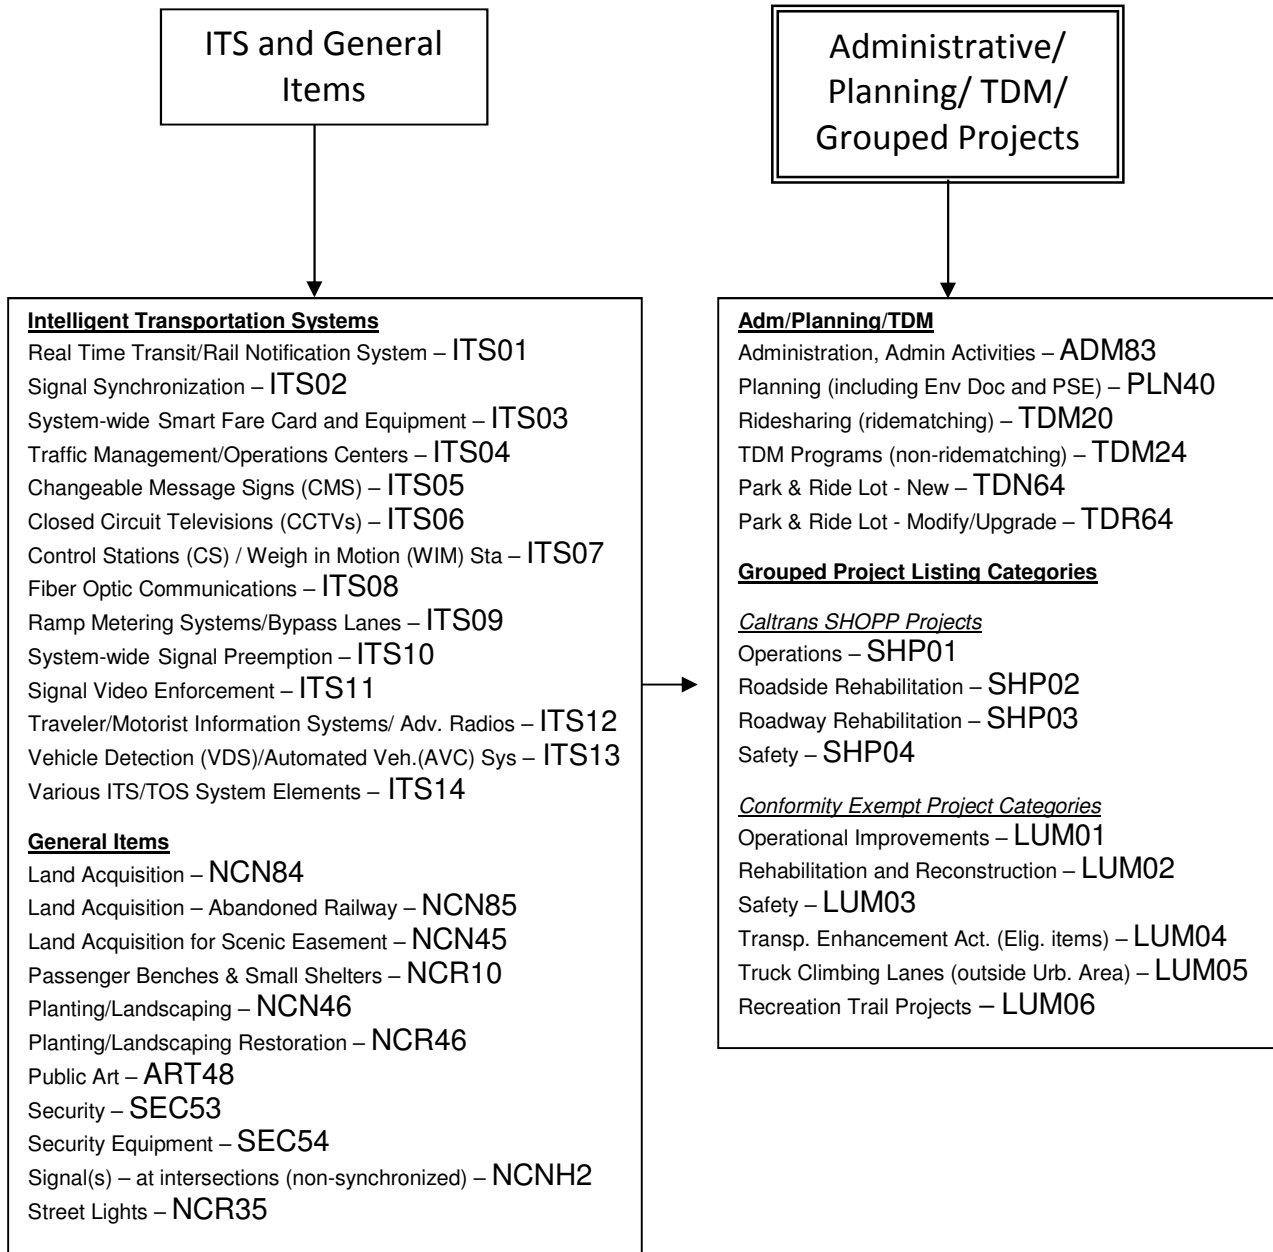 ITS and General
Items
Administrative/
Planning/ TDM/
Grouped Projects
Intelligent Transportation Systems
Real Time Transit/Rail Notification System – ITS01
Signal Synchronization – ITS02
System-wide Smart Fare Card and Equipment – ITS03
Traffic Management/Operations Centers – ITS04
Changeable Message Signs (CMS) – ITS05
Closed Circuit Televisions (CCTVs) – ITS06
Control Stations (CS) / Weigh in Motion (WIM) Sta – ITS07
Fiber Optic Communications – ITS08
Ramp Metering Systems/Bypass Lanes – ITS09
System-wide Signal Preemption – ITS10
Signal Video Enforcement – ITS11
Traveler/Motorist Information Systems/ Adv. Radios – ITS12
Vehicle Detection (VDS)/Automated Veh.(AVC) Sys – ITS13
Various ITS/TOS System Elements – ITS14
General Items
Land Acquisition – NCN84
Land Acquisition – Abandoned Railway – NCN85
Land Acquisition for Scenic Easement – NCN45
Passenger Benches & Small Shelters – NCR10
Planting/Landscaping – NCN46
Planting/Landscaping Restoration – NCR46
Public Art – ART48
Security – SEC53
Security Equipment – SEC54
Signal(s) – at intersections (non-synchronized) – NCNH2
Street Lights – NCR35
Adm/Planning/TDM
Administration, Admin Activities – ADM83
Planning (including Env Doc and PSE) – PLN40
Ridesharing (ridematching) – TDM20
TDM Programs (non-ridematching) – TDM24
Park & Ride Lot - New – TDN64
Park & Ride Lot - Modify/Upgrade – TDR64
Grouped Project Listing Categories
Caltrans SHOPP Projects
Operations – SHP01
Roadside Rehabilitation – SHP02
Roadway Rehabilitation – SHP03
Safety – SHP04
Conformity Exempt Project Categories
Operational Improvements – LUM01
Rehabilitation and Reconstruction – LUM02
Safety – LUM03
Transp. Enhancement Act. (Elig. items) – LUM04
Truck Climbing Lanes (outside Urb. Area) – LUM05
Recreation Trail Projects – LUM06